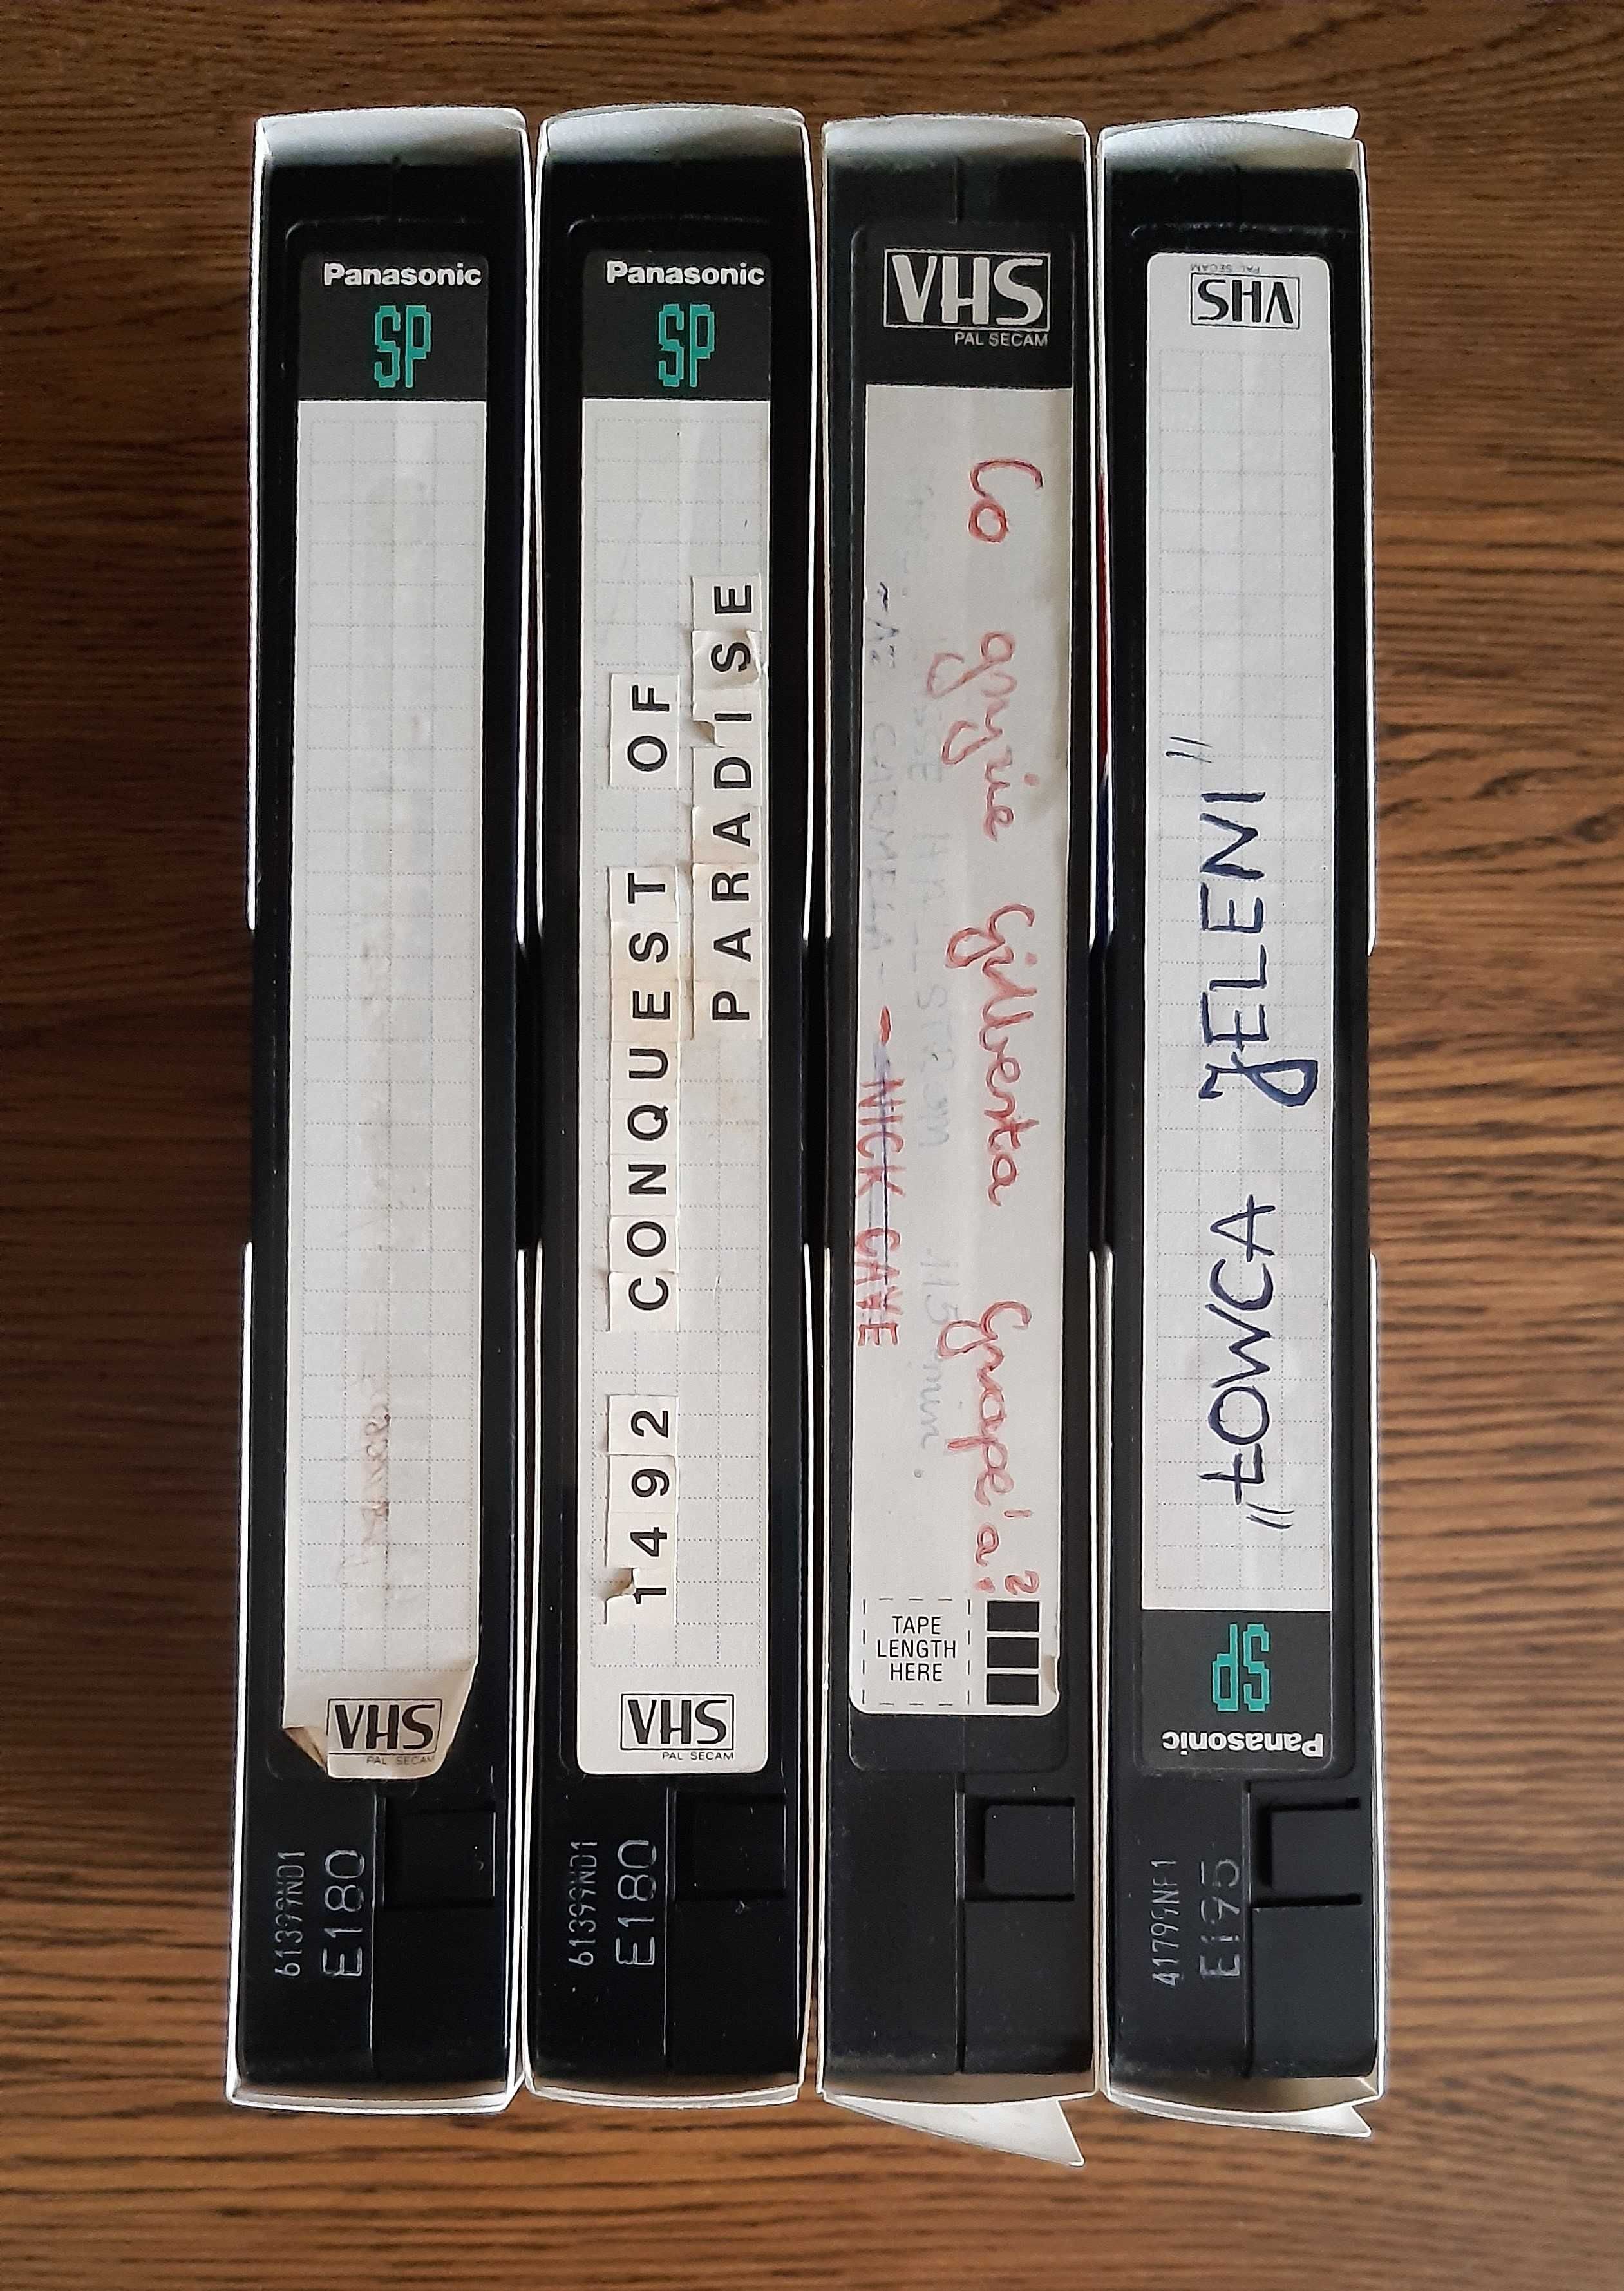 Panasonic
SP
VHS
PAL SECAM
61399ND1
E180
Panasonic
SP
1492 CONQUEST OF
PARADISE
VHS
PAL SECAM
61399ND1
E180
VHS
PAL SECAM
Co gryzie Gilberta Grape'a?
HALLSTROM 115 min.
CARMELA - - NICK CAVE
TAPE
LENGTH
HERE
VHS
PAL SECAM
„ŁOWCA JELENI”
SP
Panasonic
41799NF1
E195